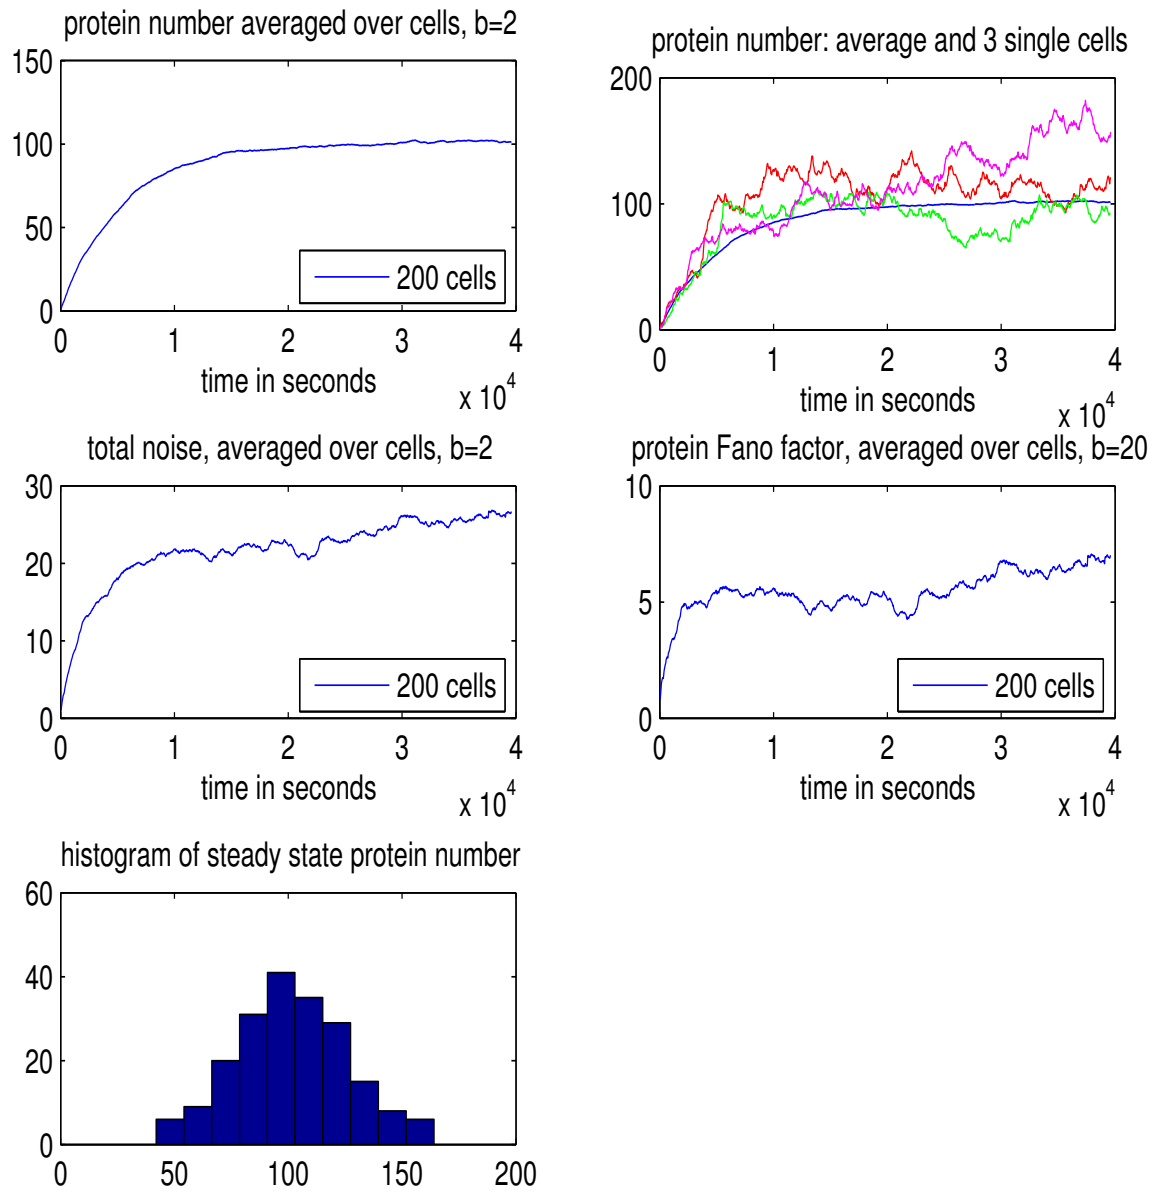 protein number averaged over cells, b=2
150
100
50
0
200 cells
0 1 2 3 4
time in seconds
x 10^4
protein number: average and 3 single cells
200
100
0
0 1 2 3 4
time in seconds
x 10^4
total noise, averaged over cells, b=2
30
20
10
0
200 cells
0 1 2 3 4
time in seconds
x 10^4
protein Fano factor, averaged over cells, b=20
10
5
0
200 cells
0 1 2 3 4
time in seconds
x 10^4
histogram of steady state protein number
60
40
20
0
0 50 100 150 200